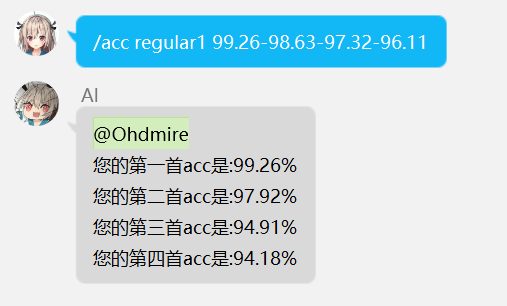 /acc regular1 99.26-98.63-97.32-96.11
AI
@Ohdmire
您的第一首acc是:99.26%
您的第二首acc是:97.92%
您的第三首acc是:94.91%
您的第四首acc是:94.18%